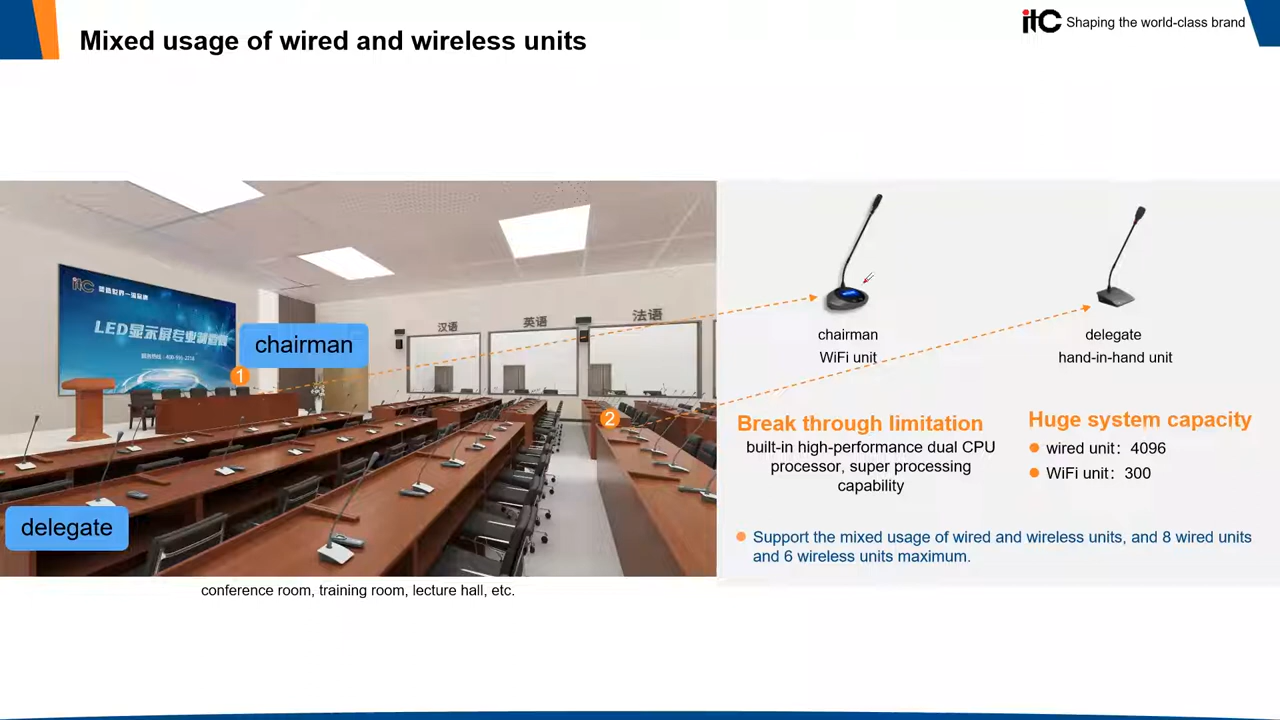 Mixed usage of wired and wireless units
itC Shaping the world-class brand
itC
LED显示屏专业制造商
chairman
1
汉语
英语
法语
2
delegate
conference room, training room, lecture hall, etc.
chairman
WiFi unit
delegate
hand-in-hand unit
Break through limitation
built-in high-performance dual CPU
processor, super processing
capability
Huge system capacity
wired unit：4096
WiFi unit：300
Support the mixed usage of wired and wireless units, and 8 wired units
and 6 wireless units maximum.